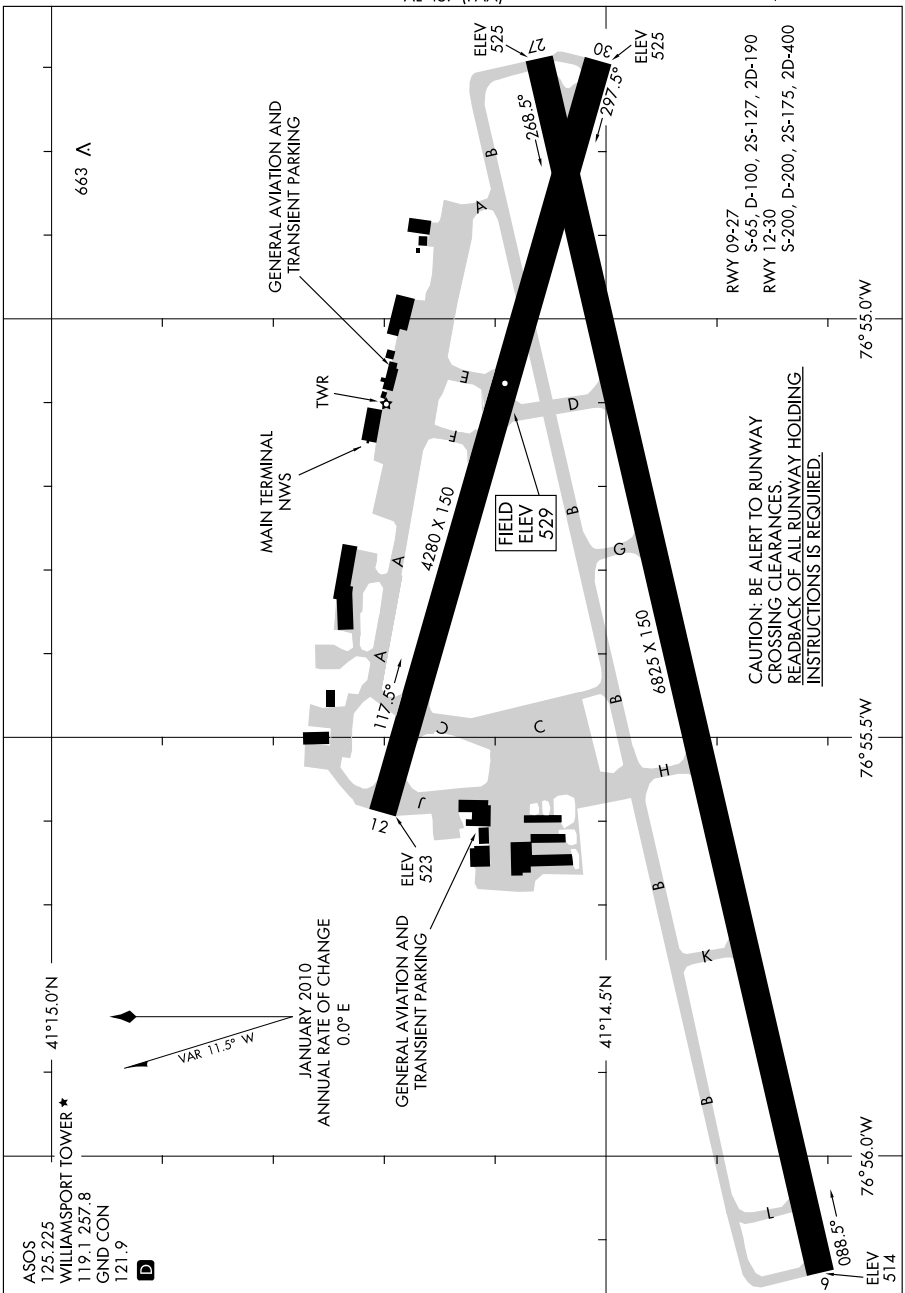 ASOS
125.225
WILLIAMSPORT TOWER ★
119.1 257.8
GND CON
121.9
D
41°15.0'N
VAR 11.5° W
JANUARY 2010
ANNUAL RATE OF CHANGE
0.0° E
663
MAIN TERMINAL
NWS
TWR
GENERAL AVIATION AND
TRANSIENT PARKING
GENERAL AVIATION AND
TRANSIENT PARKING
ELEV
523
12
117.5°
4280 X 150
A
A
A
B
E
F
J
C
C
D
FIELD
ELEV
529
ELEV
525
27
268.5°
30
ELEV
525
297.5°
41°14.5'N
B
B
G
H
B
K
B
L
6825 X 150
9
088.5°
ELEV
514
CAUTION: BE ALERT TO RUNWAY
CROSSING CLEARANCES.
READBACK OF ALL RUNWAY HOLDING
INSTRUCTIONS IS REQUIRED.
RWY 09-27
S-65, D-100, 2S-127, 2D-190
RWY 12-30
S-200, D-200, 2S-175, 2D-400
76°56.0'W
76°55.5'W
76°55.0'W